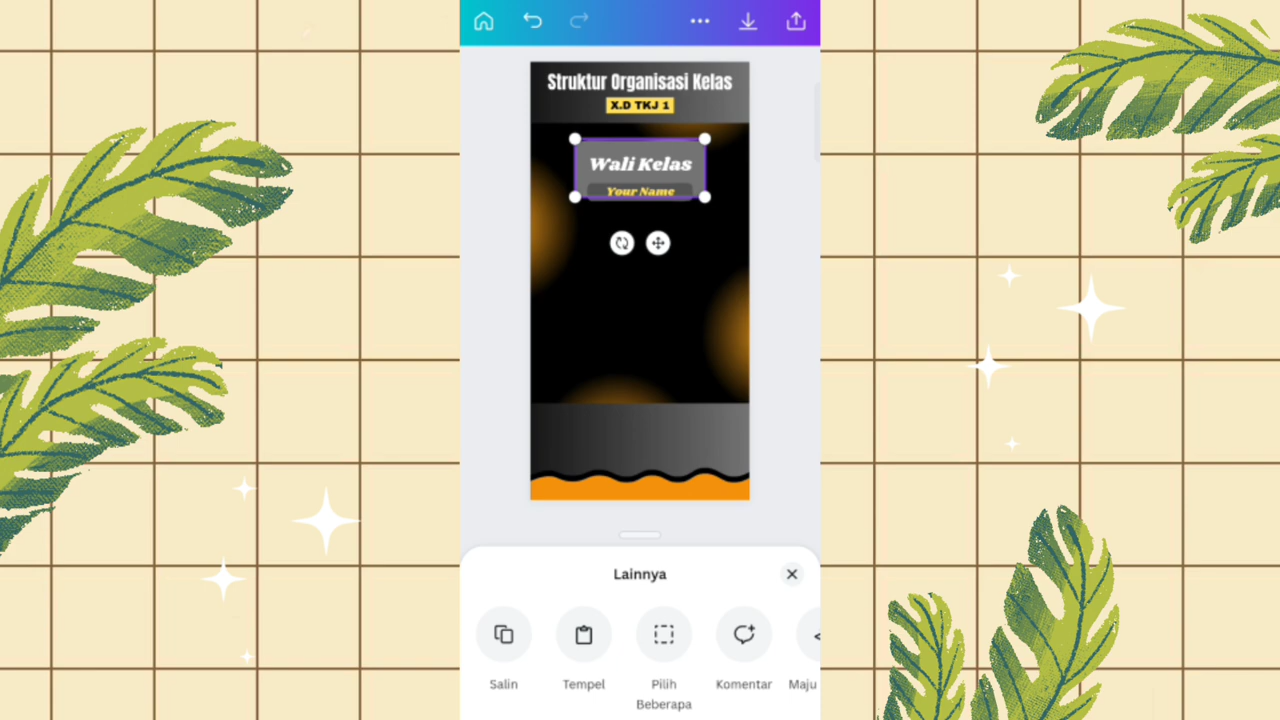 Struktur Organisasi Kelas
X.D TKJ 1
Wali Kelas
Your Name
Lainnya
Salin
Tempel
Pilih
Beberapa
Komentar
Maju